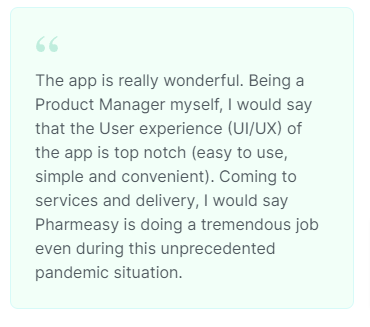 “
The app is really wonderful. Being a
Product Manager myself, I would say
that the User experience (UI/UX) of
the app is top notch (easy to use,
simple and convenient). Coming to
services and delivery, I would say
Pharmeasy is doing a tremendous job
even during this unprecedented
pandemic situation.